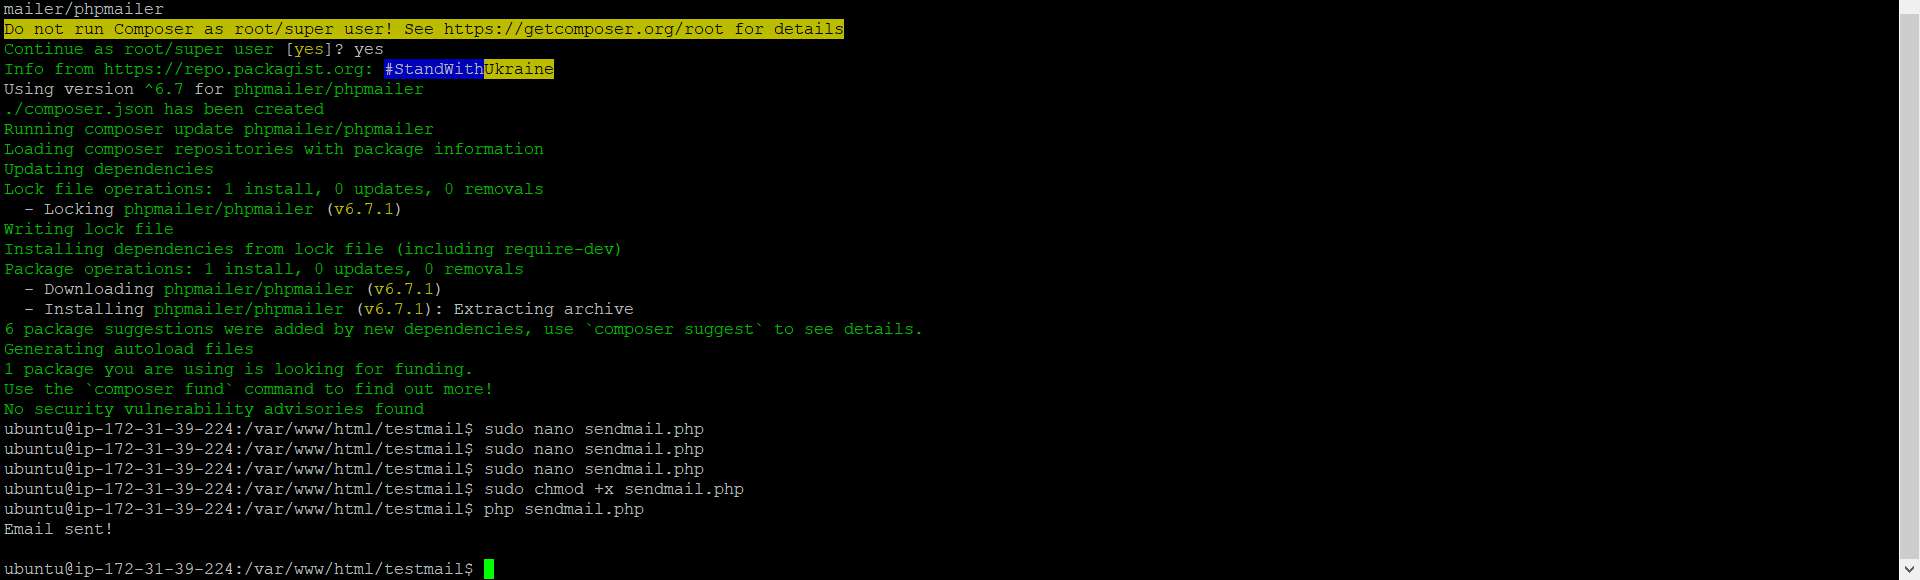 mailer/phpmailer
Do not run Composer as root/super user! See https://getcomposer.org/root for details
Continue as root/super user [yes]? yes
Info from https://repo.packagist.org: #StandWithUkraine
Using version ^6.7 for phpmailer/phpmailer
./composer.json has been created
Running composer update phpmailer/phpmailer
Loading composer repositories with package information
Updating dependencies
Lock file operations: 1 install, 0 updates, 0 removals
  - Locking phpmailer/phpmailer (v6.7.1)
Writing lock file
Installing dependencies from lock file (including require-dev)
Package operations: 1 install, 0 updates, 0 removals
  - Downloading phpmailer/phpmailer (v6.7.1)
  - Installing phpmailer/phpmailer (v6.7.1): Extracting archive
6 package suggestions were added by new dependencies, use `composer suggest` to see details.
Generating autoload files
1 package you are using is looking for funding.
Use the `composer fund` command to find out more!
No security vulnerability advisories found
ubuntu@ip-172-31-39-224:/var/www/html/testmail$ sudo nano sendmail.php
ubuntu@ip-172-31-39-224:/var/www/html/testmail$ sudo nano sendmail.php
ubuntu@ip-172-31-39-224:/var/www/html/testmail$ sudo nano sendmail.php
ubuntu@ip-172-31-39-224:/var/www/html/testmail$ sudo chmod +x sendmail.php
ubuntu@ip-172-31-39-224:/var/www/html/testmail$ php sendmail.php
Email sent!
ubuntu@ip-172-31-39-224:/var/www/html/testmail$